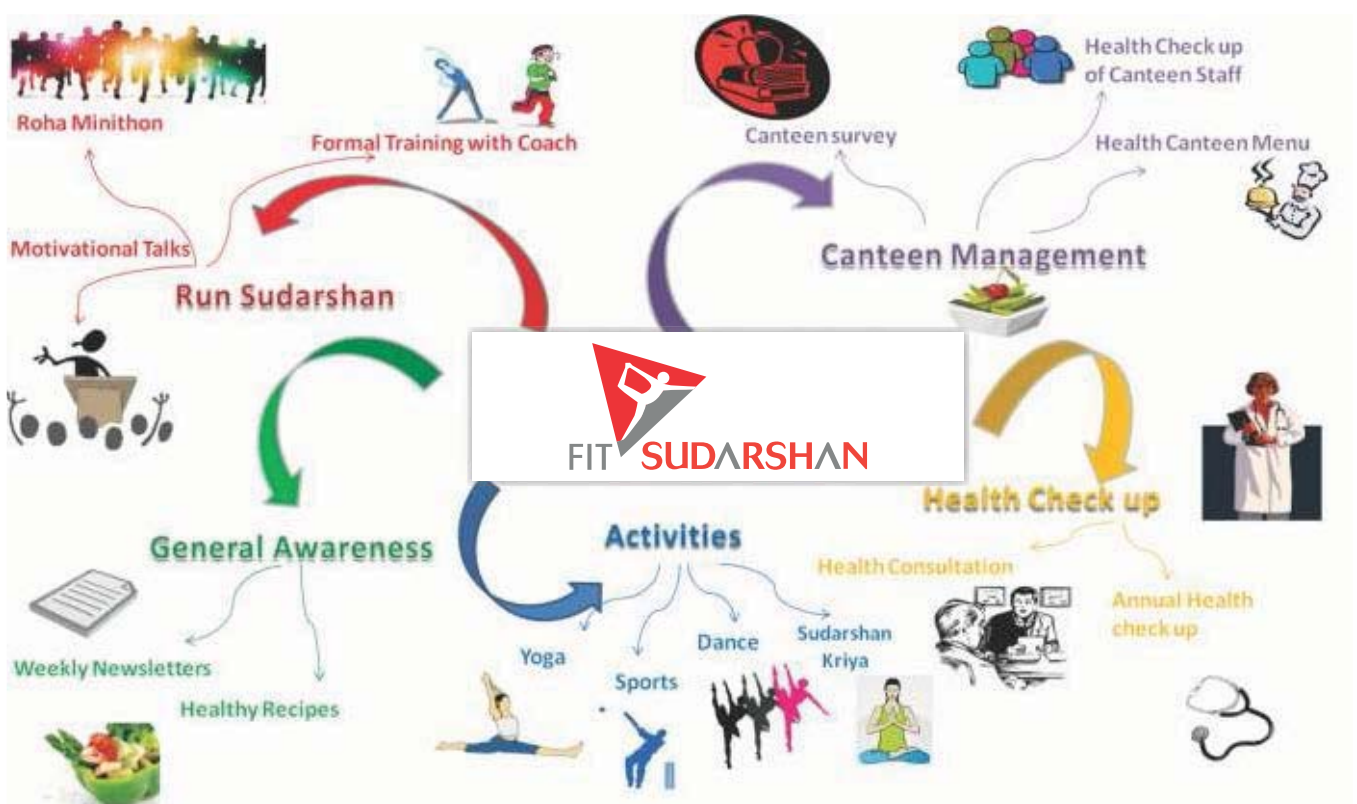 Roha Minithon
Formal Training with Coach
Motivational Talks
Run Sudarshan
Canteen survey
Health Check up
of Canteen Staff
Health Canteen Menu
Canteen Management
FIT SUDARSHAN
Health Check up
Health Consultation
Annual Health
check up
General Awareness
Weekly Newsletters
Healthy Recipes
Activities
Yoga
Sports
Dance
Sudarshan
Kriya